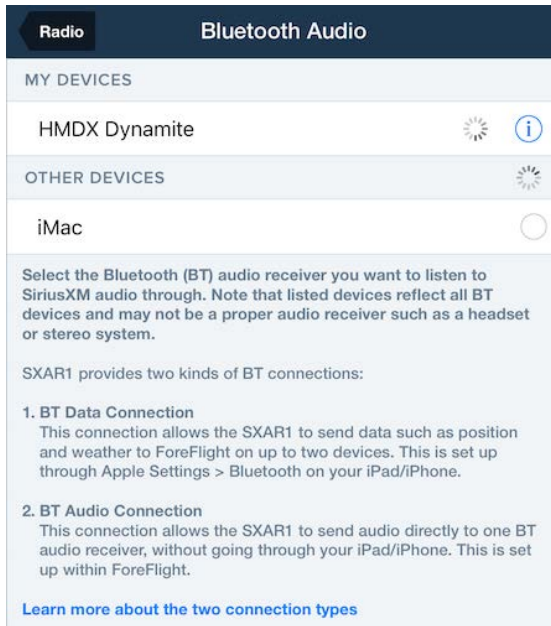 Radio
Bluetooth Audio
MY DEVICES
HMDX Dynamite
i
OTHER DEVICES
iMac
Select the Bluetooth (BT) audio receiver you want to listen to
SiriusXM audio through. Note that listed devices reflect all BT
devices and may not be a proper audio receiver such as a headset
or stereo system.
SXAR1 provides two kinds of BT connections:
1. BT Data Connection
This connection allows the SXAR1 to send data such as position
and weather to ForeFlight on up to two devices. This is set up
through Apple Settings > Bluetooth on your iPad/iPhone.
2. BT Audio Connection
This connection allows the SXAR1 to send audio directly to one BT
audio receiver, without going through your iPad/iPhone. This is set
up within ForeFlight.
Learn more about the two connection types